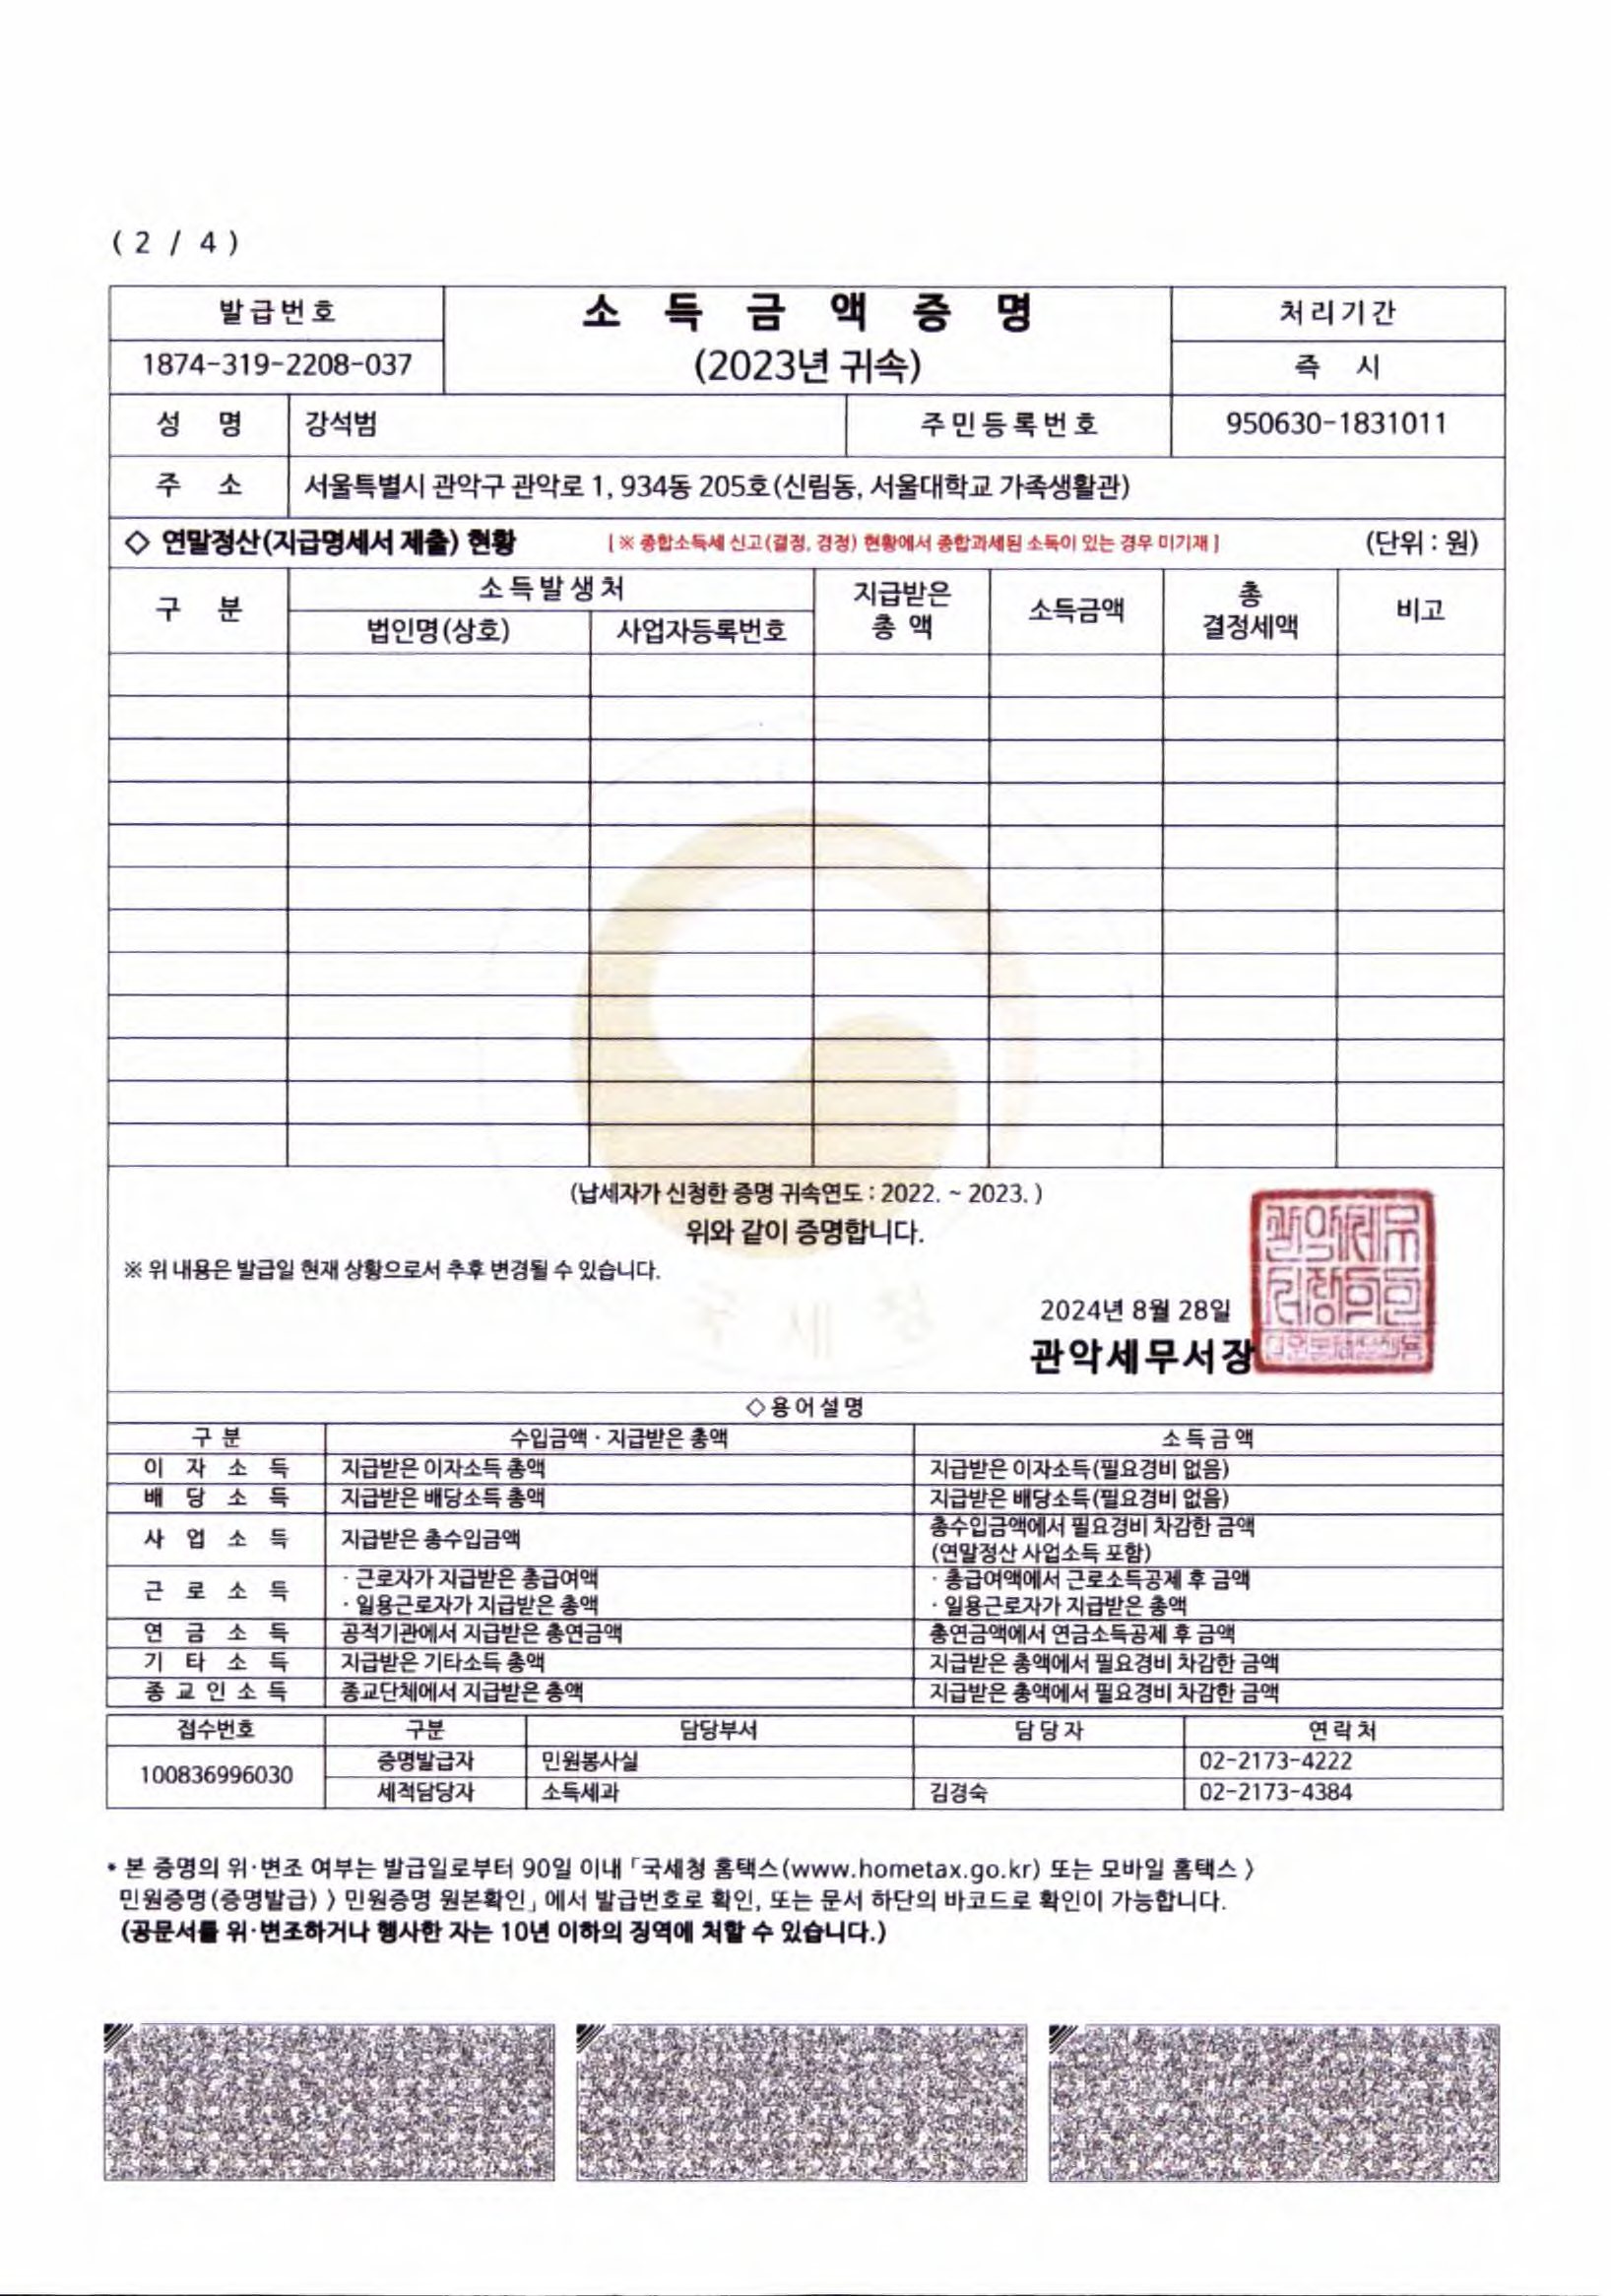 ( 2 / 4 )
발급번호
소 득 금 액 증 명
처리기간
1874-319-2208-037
(2023년 귀속)
즉 시
성 명 강석범 주민등록번호 950630-1831011
주 소 서울특별시 관악구 관악로 1, 934동 205호(신림동, 서울대학교 가족생활관)
◇ 연말정산(지급명세서 제출) 현황 [ ※ 종합소득세 신고(결정, 경정) 현황에서 종합과세된 소득이 있는 경우 미기재 ] (단위 : 원)
구 분 소득발생처 지급받은 총 액 소득금액 총 결정세액 비고
법인명(상호) 사업자등록번호
(납세자가 신청한 증명 귀속연도 : 2022. ~ 2023. )
위와 같이 증명합니다.
※ 위 내용은 발급일 현재 상황으로서 추후 변경될 수 있습니다.
국 세 청
2024년 8월 28일
관악세무서장
◇용어설명
구 분 수입금액 · 지급받은 총액 소득금액
이 자 소 득 지급받은 이자소득 총액 지급받은 이자소득(필요경비 없음)
배 당 소 득 지급받은 배당소득 총액 지급받은 배당소득(필요경비 없음)
사 업 소 득 지급받은 총수입금액 총수입금액에서 필요경비 차감한 금액
(연말정산 사업소득 포함)
근 로 소 득 · 근로자가 지급받은 총급여액 · 총급여액에서 근로소득공제 후 금액
· 일용근로자가 지급받은 총액 · 일용근로자가 지급받은 총액
연 금 소 득 공적기관에서 지급받은 총연금액 총연금액에서 연금소득공제 후 금액
기 타 소 득 지급받은 기타소득 총액 지급받은 총액에서 필요경비 차감한 금액
종교인소득 종교단체에서 지급받은 총액 지급받은 총액에서 필요경비 차감한 금액
접수번호 구분 담당부서 담당자 연락처
100836996030 증명발급자 민원봉사실 02-2173-4222
세적담당자 소득세과 김경숙 02-2173-4384
* 본 증명의 위·변조 여부는 발급일로부터 90일 이내 「국세청 홈택스(www.hometax.go.kr) 또는 모바일 홈택스 〉
민원증명(증명발급) 〉 민원증명 원본확인」 에서 발급번호로 확인, 또는 문서 하단의 바코드로 확인이 가능합니다.
(공문서를 위·변조하거나 행사한 자는 10년 이하의 징역에 처할 수 있습니다.)